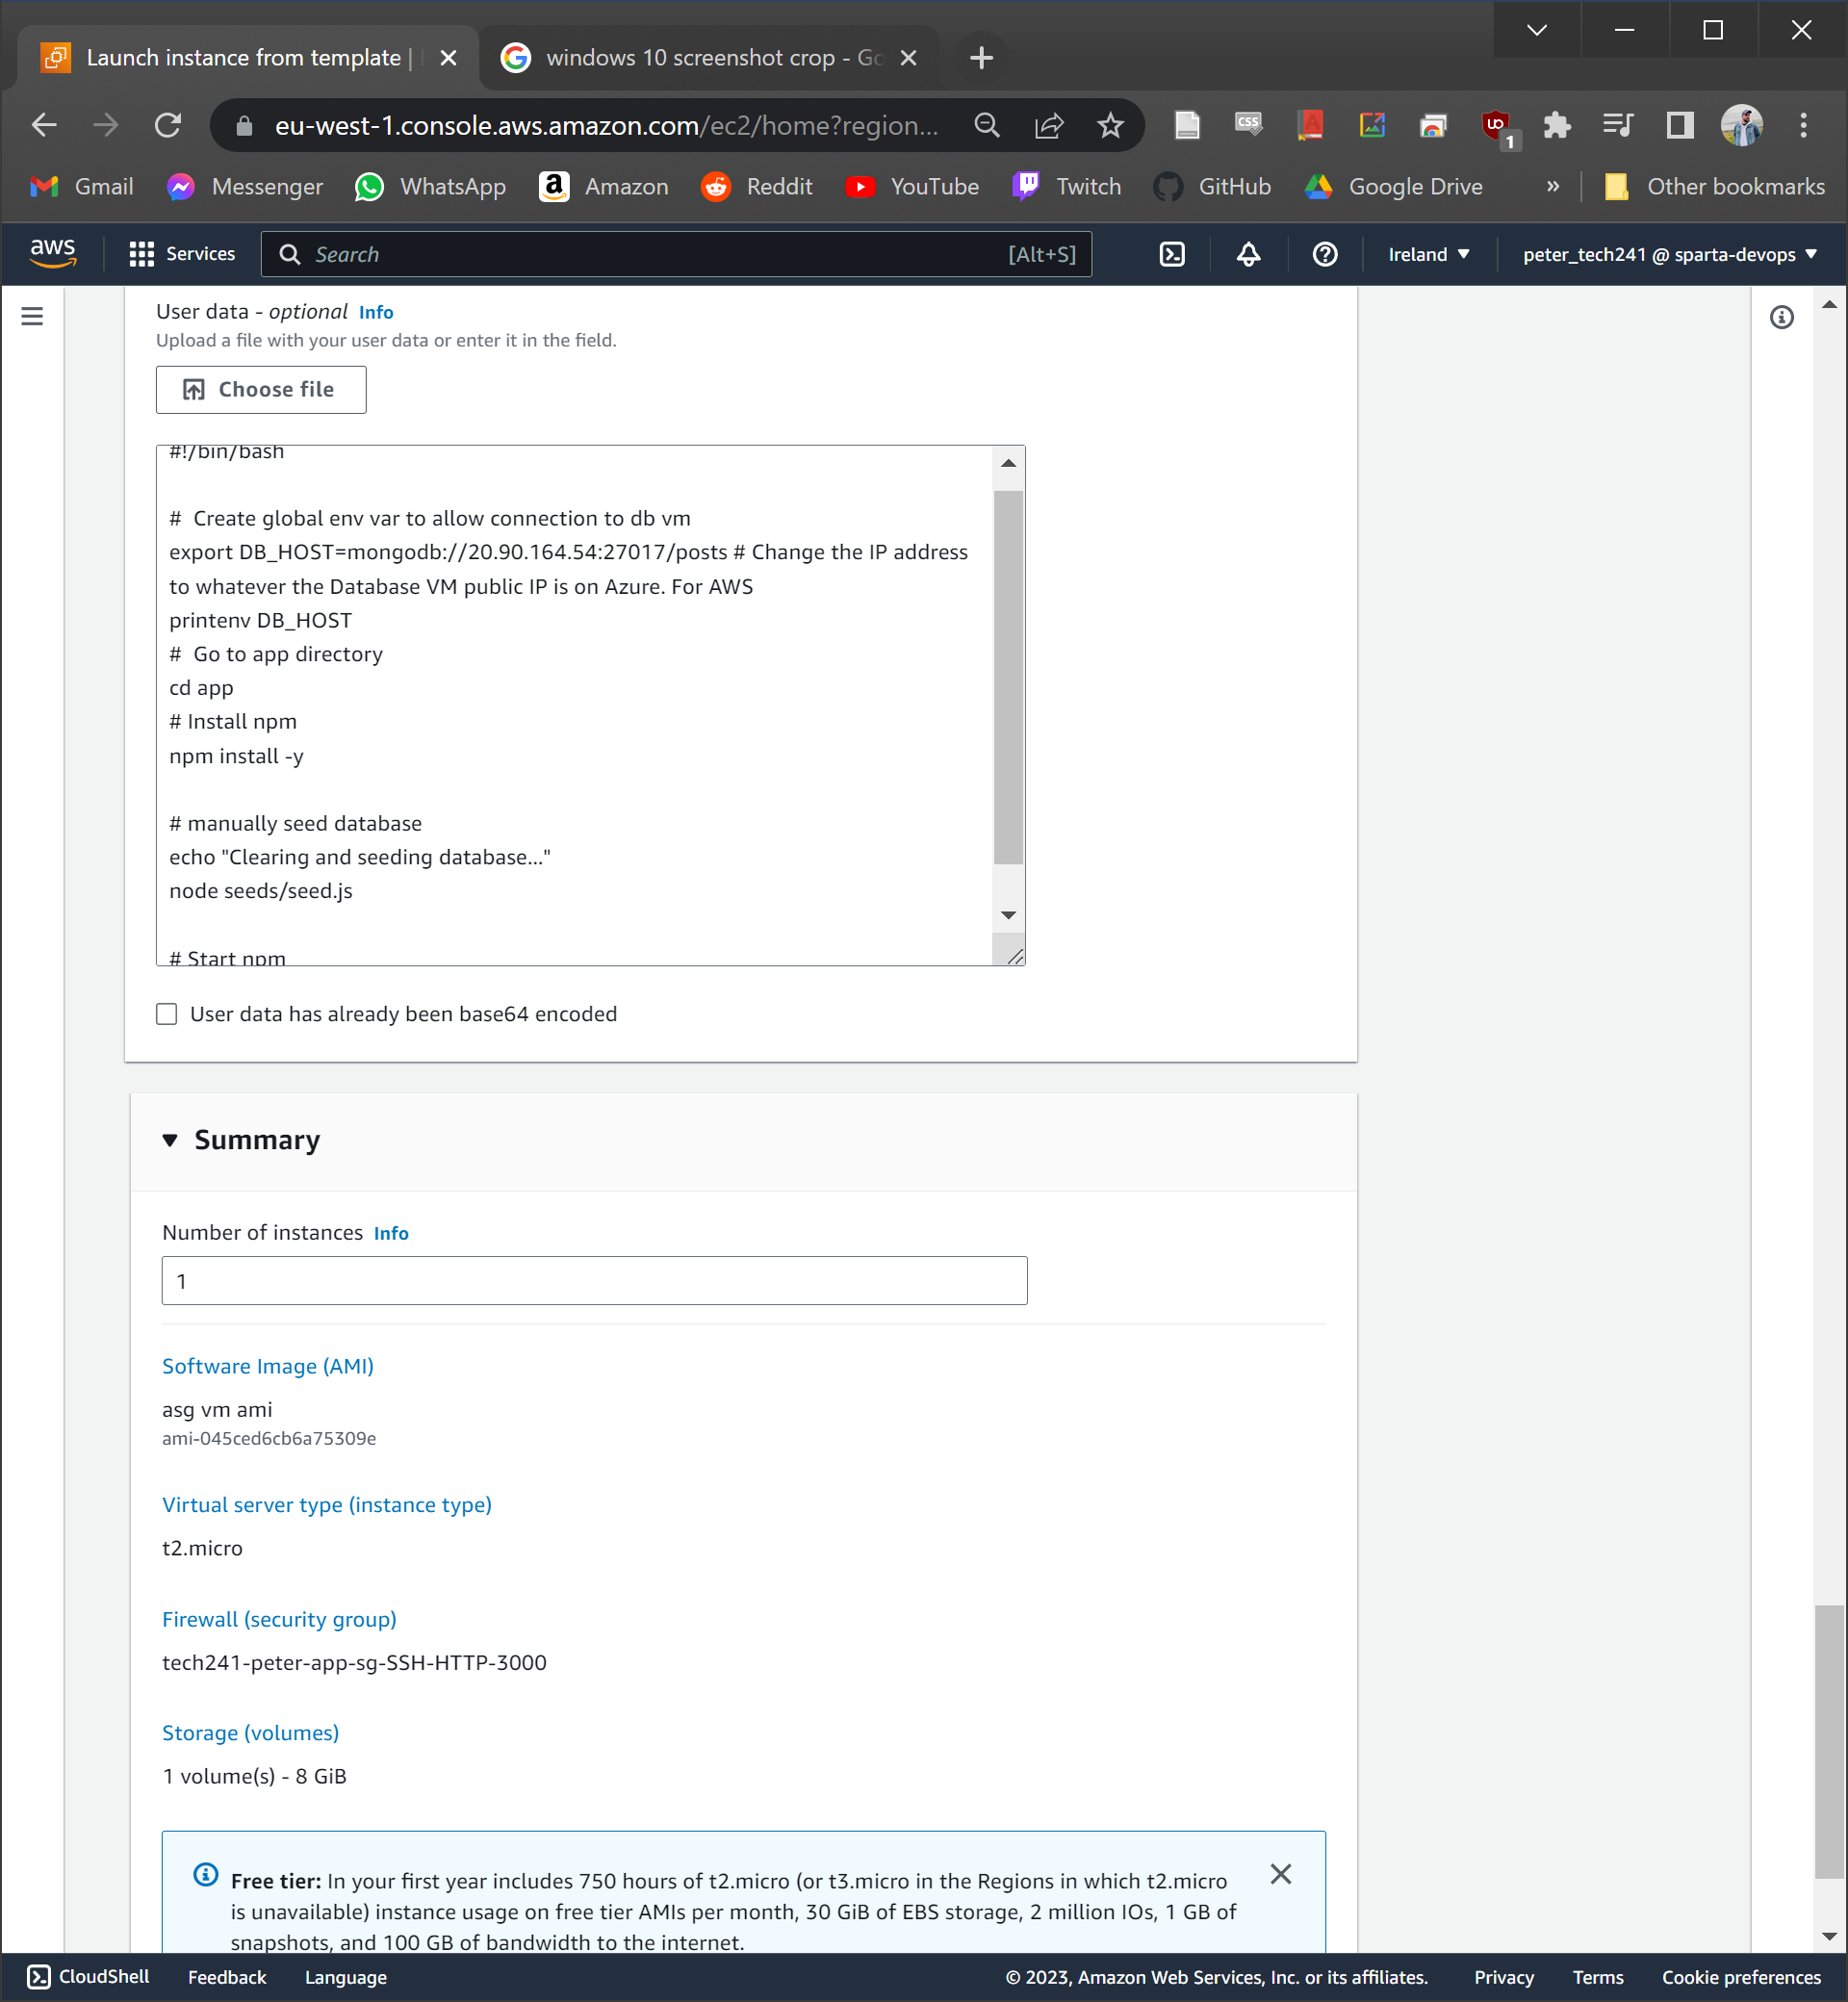 Launch instance from template |
windows 10 screenshot crop - Go
eu-west-1.console.aws.amazon.com/ec2/home?region...
CSS
1
Gmail
Messenger
WhatsApp
a
Amazon
Reddit
YouTube
Twitch
GitHub
Google Drive
»
Other bookmarks
aws
Services
Search
[Alt+S]
Ireland
peter_tech241 @ sparta-devops
User data - optional Info
Upload a file with your user data or enter it in the field.
Choose file
#!/bin/bash
#  Create global env var to allow connection to db vm
export DB_HOST=mongodb://20.90.164.54:27017/posts # Change the IP address
to whatever the Database VM public IP is on Azure. For AWS
printenv DB_HOST
#  Go to app directory
cd app
# Install npm
npm install -y
# manually seed database
echo "Clearing and seeding database..."
node seeds/seed.js
# Start npm
User data has already been base64 encoded
Summary
Number of instances Info
1
Software Image (AMI)
asg vm ami
ami-045ced6cb6a75309e
Virtual server type (instance type)
t2.micro
Firewall (security group)
tech241-peter-app-sg-SSH-HTTP-3000
Storage (volumes)
1 volume(s) - 8 GiB
Free tier: In your first year includes 750 hours of t2.micro (or t3.micro in the Regions in which t2.micro
is unavailable) instance usage on free tier AMIs per month, 30 GiB of EBS storage, 2 million IOs, 1 GB of
snapshots, and 100 GB of bandwidth to the internet.
CloudShell
Feedback
Language
© 2023, Amazon Web Services, Inc. or its affiliates.
Privacy
Terms
Cookie preferences